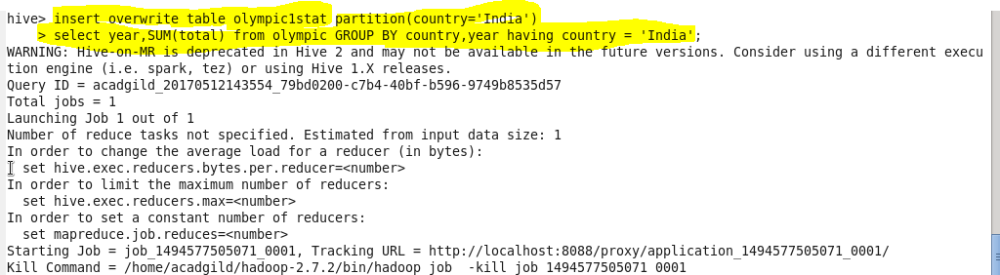 hive> insert overwrite table olympic1stat partition(country='India')
    > select year,SUM(total) from olympic GROUP BY country,year having country = 'India';
WARNING: Hive-on-MR is deprecated in Hive 2 and may not be available in the future versions. Consider using a different execu
tion engine (i.e. spark, tez) or using Hive 1.X releases.
Query ID = acadgild_20170512143554_79bd0200-c7b4-40bf-b596-9749b8535d57
Total jobs = 1
Launching Job 1 out of 1
Number of reduce tasks not specified. Estimated from input data size: 1
In order to change the average load for a reducer (in bytes):
  set hive.exec.reducers.bytes.per.reducer=<number>
In order to limit the maximum number of reducers:
  set hive.exec.reducers.max=<number>
In order to set a constant number of reducers:
  set mapreduce.job.reduces=<number>
Starting Job = job_1494577505071_0001, Tracking URL = http://localhost:8088/proxy/application_1494577505071_0001/
Kill Command = /home/acadgild/hadoop-2.7.2/bin/hadoop job  -kill job_1494577505071_0001